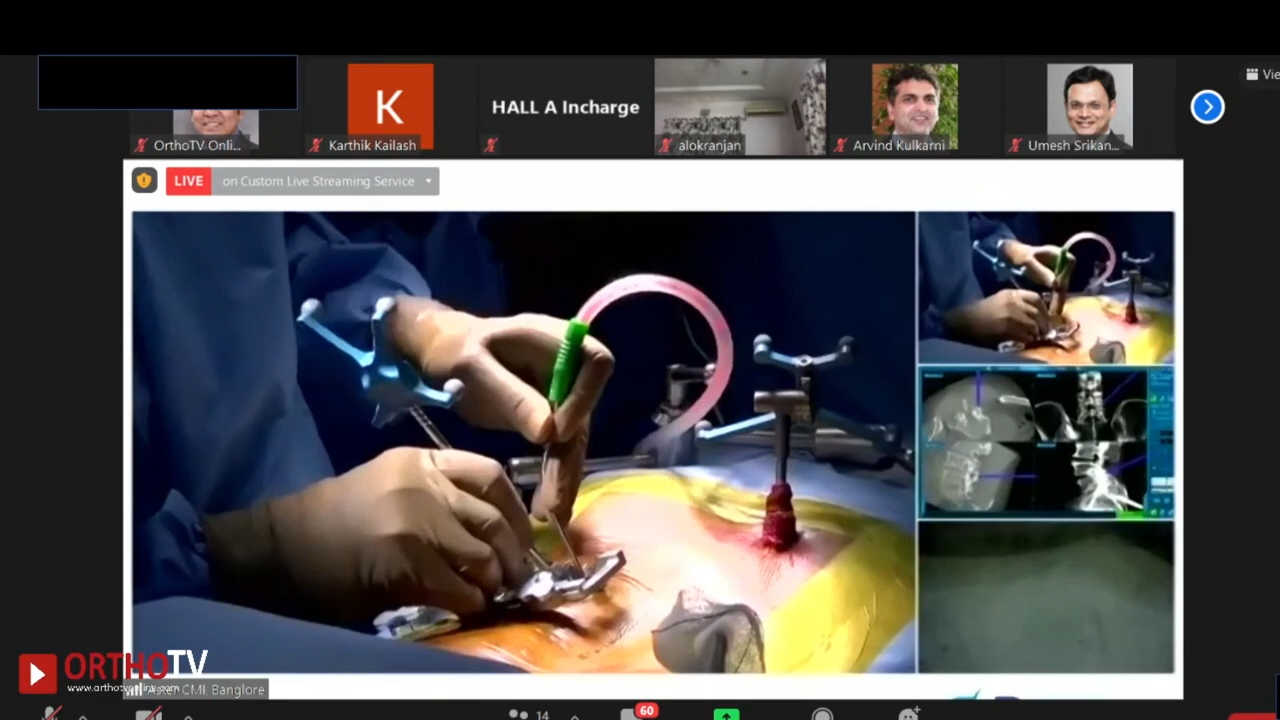 Vie
OrthoTV Onli...
K
Karthik Kailash
HALL A Incharge
alokranjan
Arvind Kulkarni
Umesh Srikan...
LIVE
on Custom Live Streaming Service
ORTHOTV
Aster CMI, Banglore
14
60